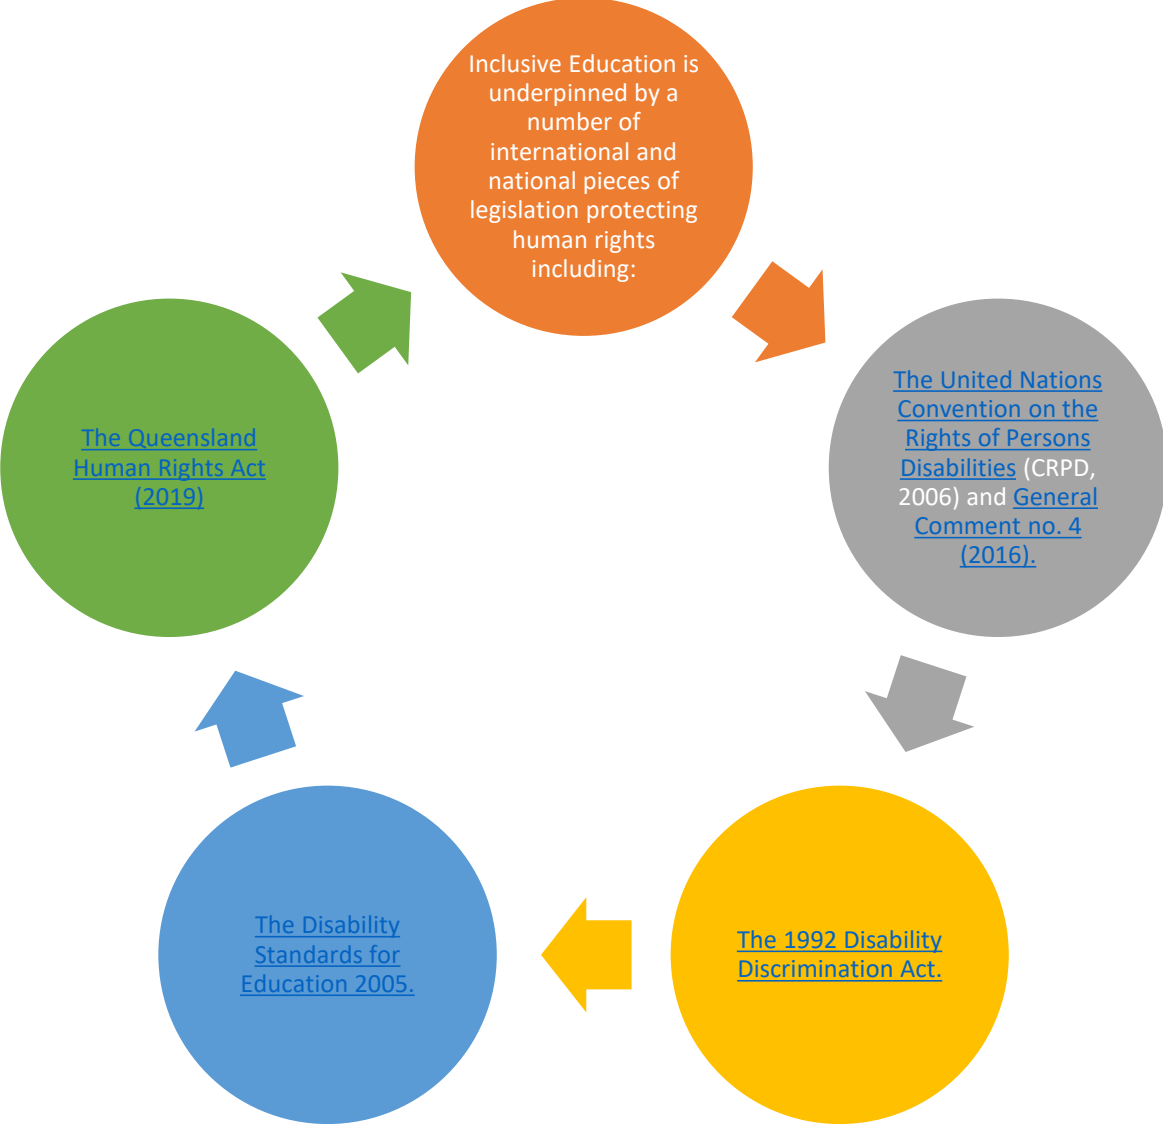 Inclusive Education is
underpinned by a
number of
international and
national pieces of
legislation protecting
human rights
including:
The United Nations
Convention on the
Rights of Persons
Disabilities (CRPD,
2006) and General
Comment no. 4
(2016).
The 1992 Disability
Discrimination Act.
The Disability
Standards for
Education 2005.
The Queensland
Human Rights Act
(2019)